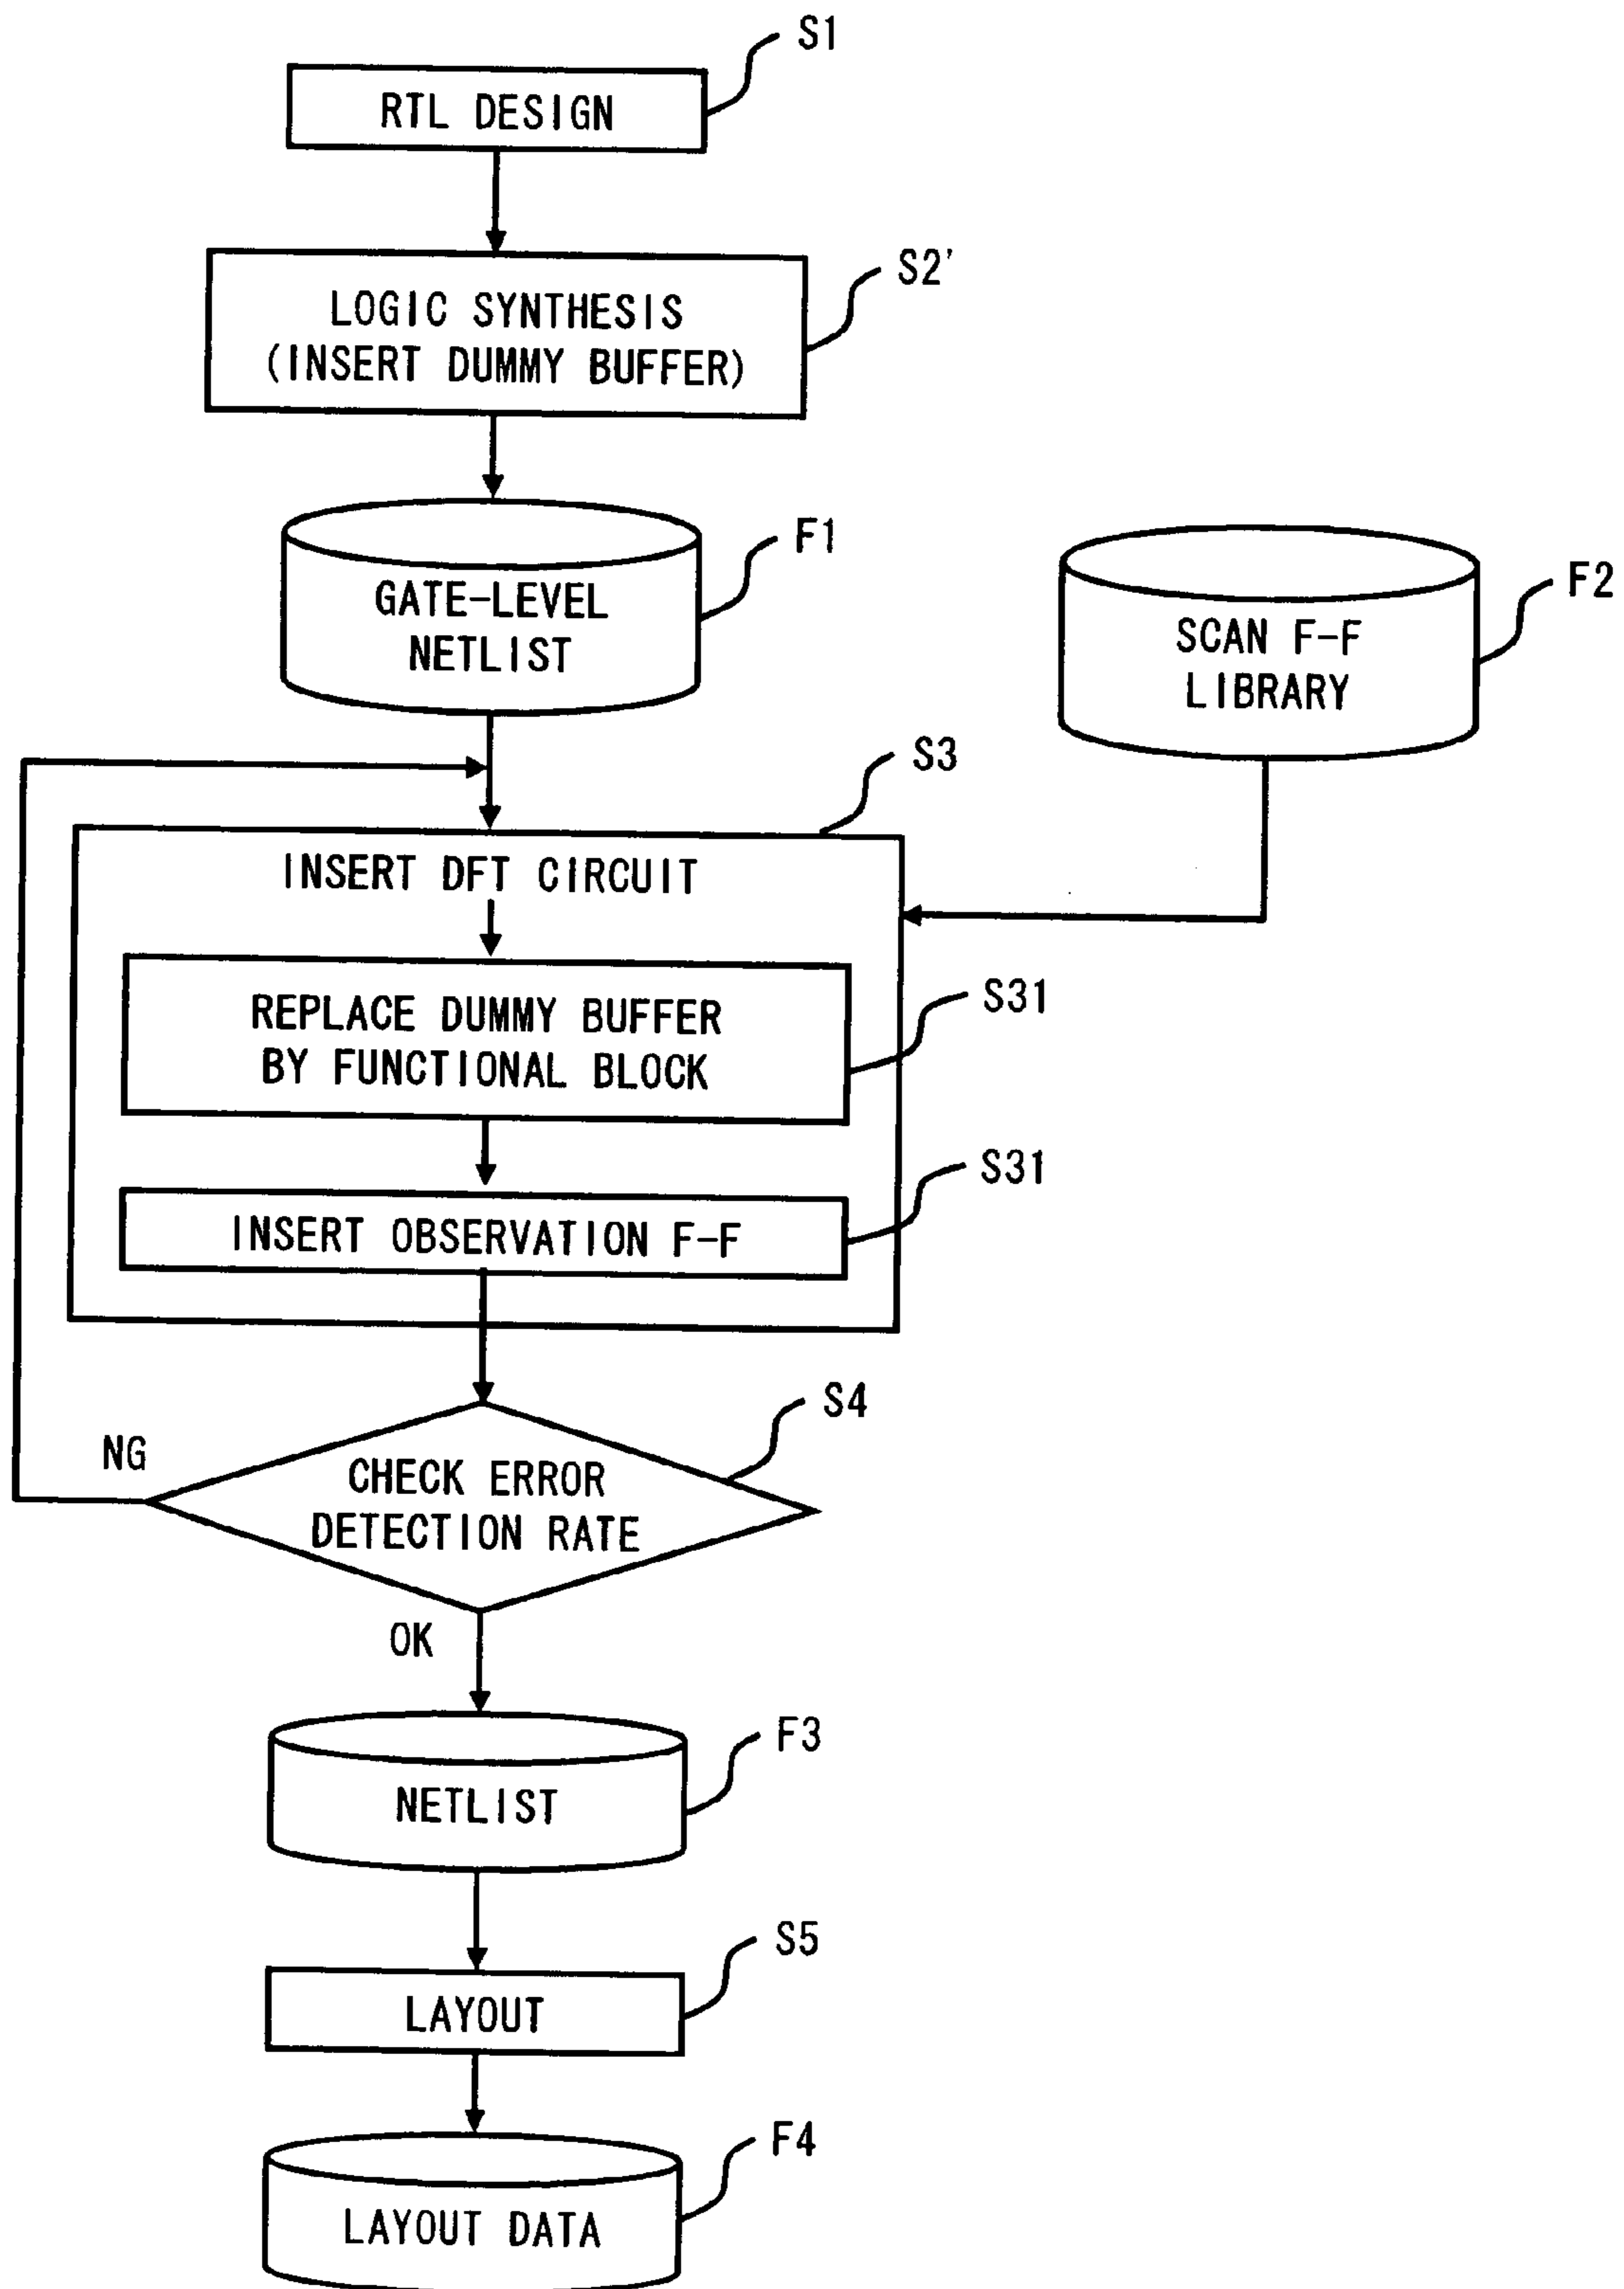 S1
RTL DESIGN
S2'
LOGIC SYNTHESIS
(INSERT DUMMY BUFFER)
F1
GATE-LEVEL
NETLIST
F2
SCAN F-F
LIBRARY
S3
INSERT DFT CIRCUIT
S31
REPLACE DUMMY BUFFER
BY FUNCTIONAL BLOCK
S31
INSERT OBSERVATION F-F
S4
NG
CHECK ERROR
DETECTION RATE
OK
F3
NETLIST
S5
LAYOUT
F4
LAYOUT DATA